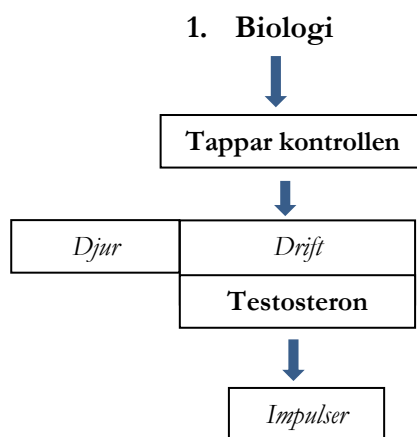 1. Biologi
Tappar kontrollen
Djur Drift
Testosteron
Impulser